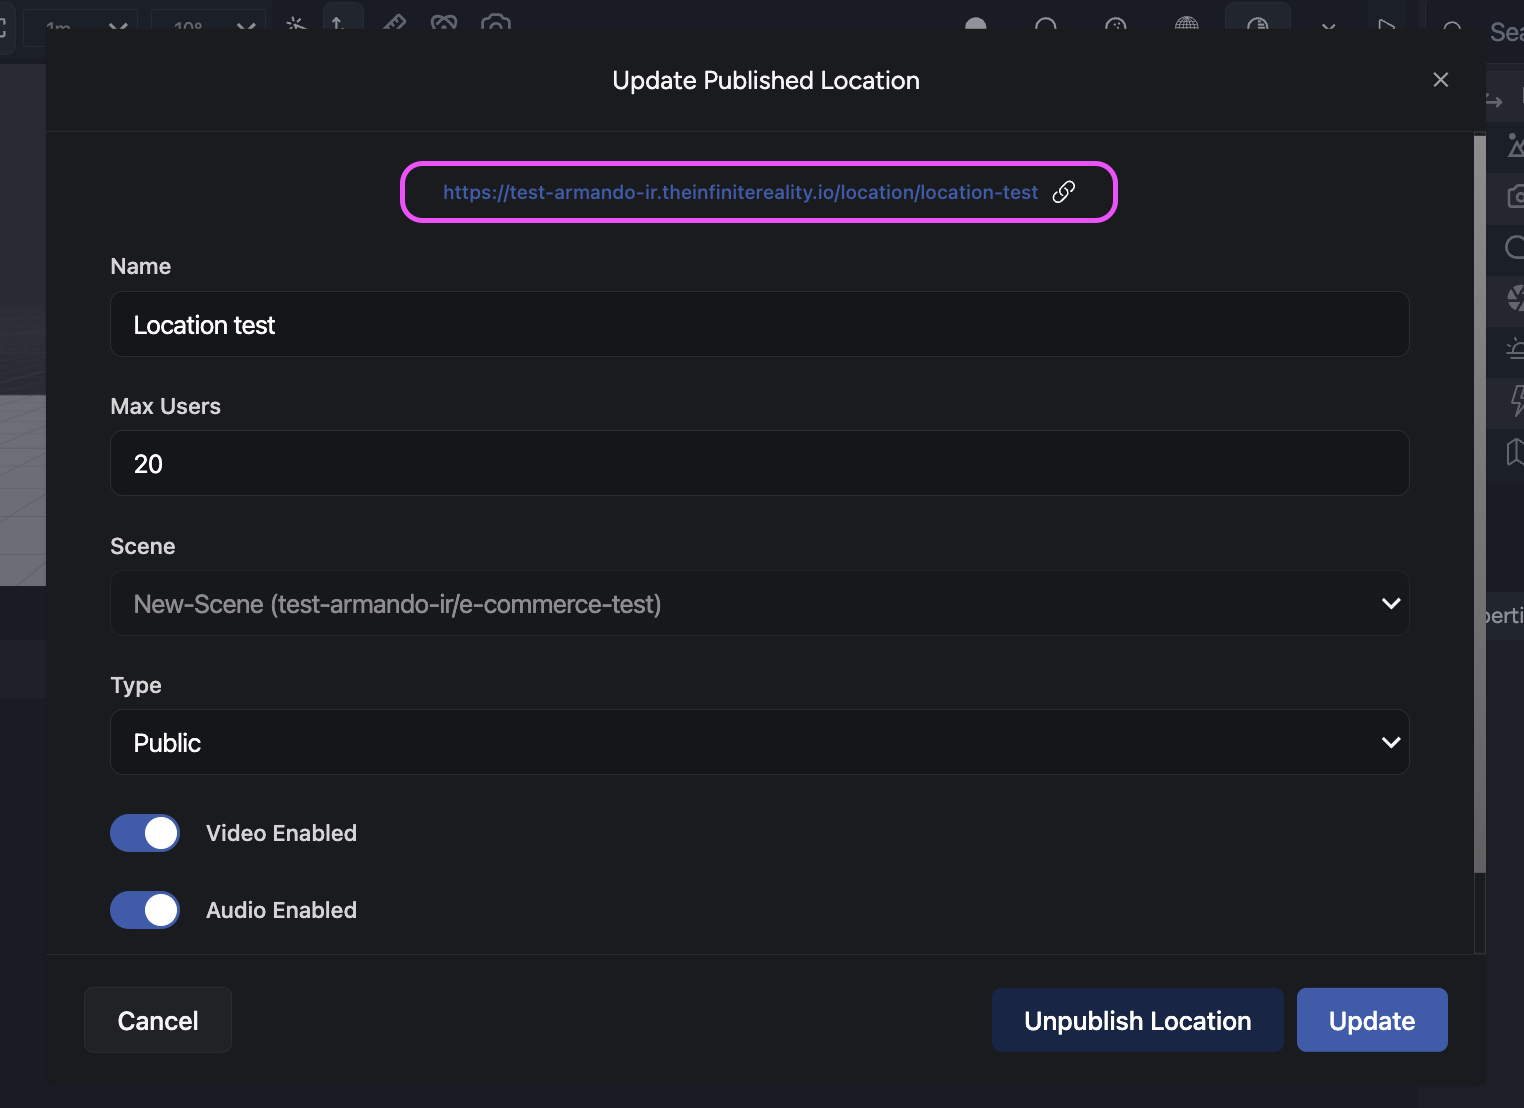 Update Published Location
https://test-armando-ir.theinfinitereality.io/location/location-test
Name
Location test
Max Users
20
Scene
New-Scene (test-armando-ir/e-commerce-test)
Type
Public
Video Enabled
Audio Enabled
Cancel
Unpublish Location
Update